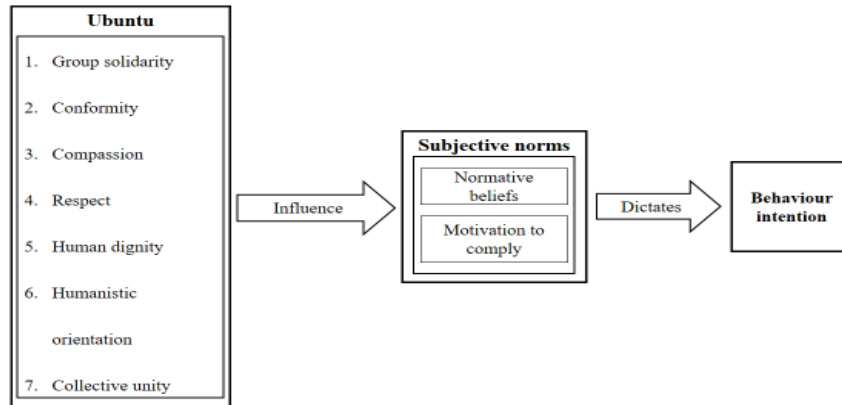 Ubuntu
1. Group solidarity
2. Conformity
3. Compassion
4. Respect
5. Human dignity
6. Humanistic
orientation
7. Collective unity
Influence
Subjective norms
Normative
beliefs
Motivation to
comply
Dictates
Behaviour
intention